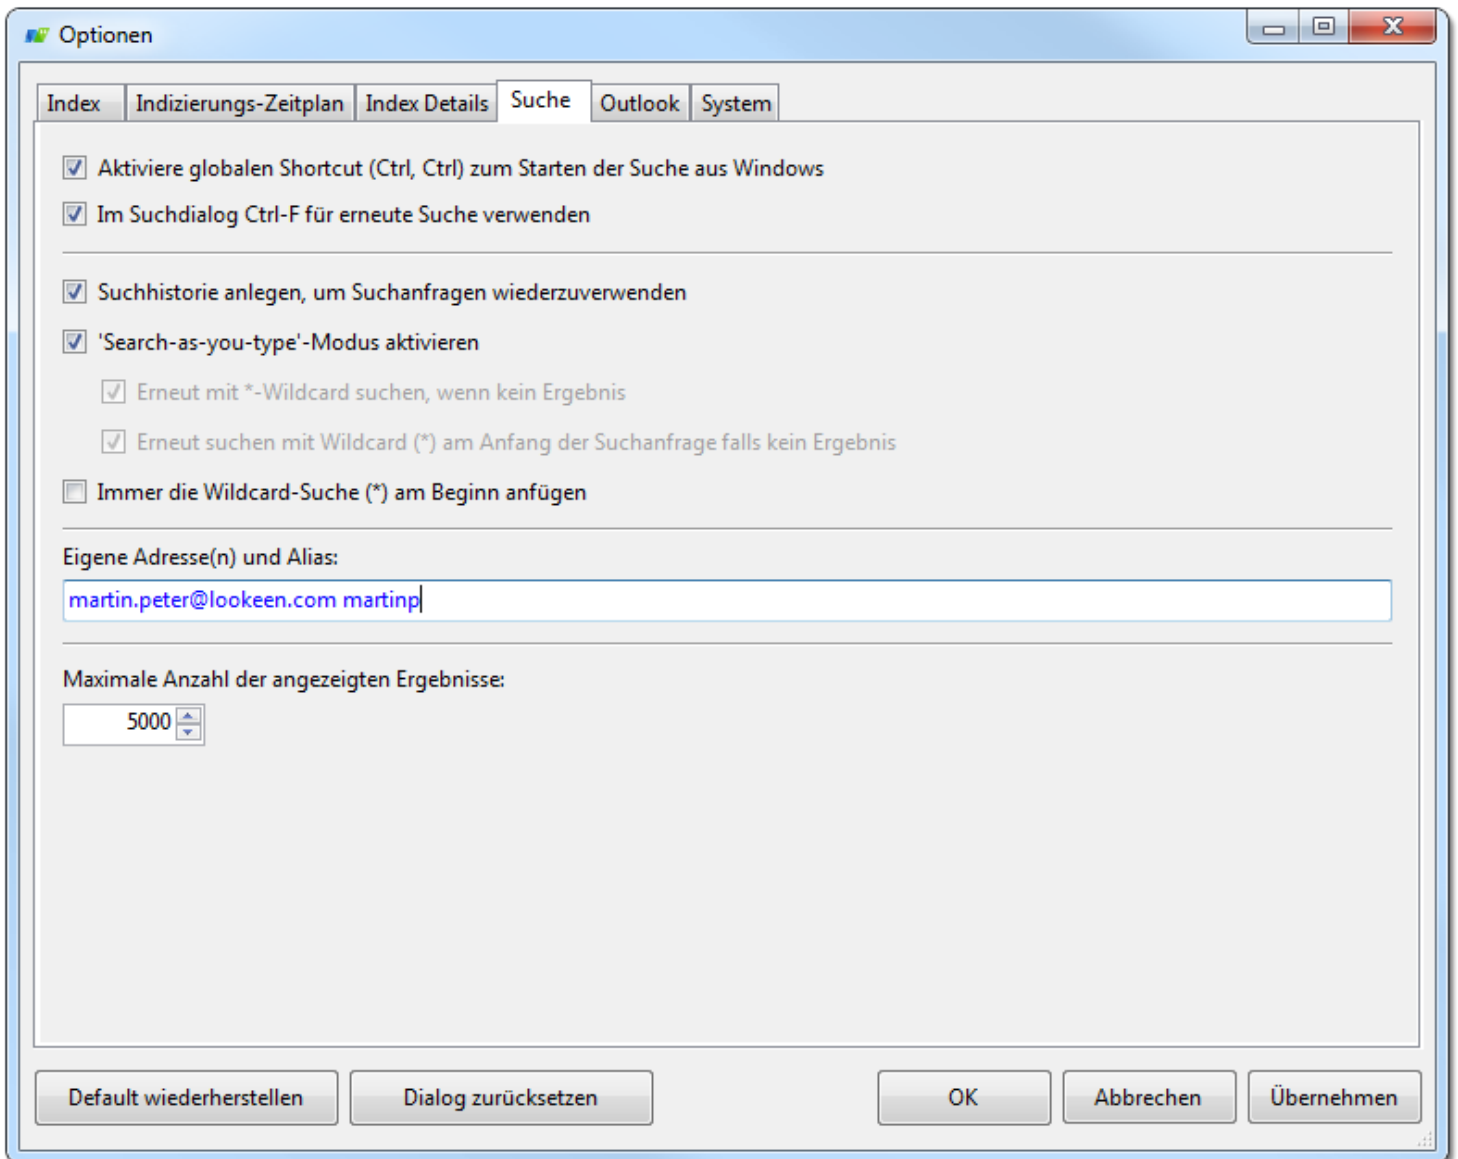 Optionen
Index Indizierungs-Zeitplan Index Details Suche Outlook System
Aktiviere globalen Shortcut (Ctrl, Ctrl) zum Starten der Suche aus Windows
Im Suchdialog Ctrl-F für erneute Suche verwenden
Suchhistorie anlegen, um Suchanfragen wiederzuverwenden
'Search-as-you-type'-Modus aktivieren
Erneut mit *-Wildcard suchen, wenn kein Ergebnis
Erneut suchen mit Wildcard (*) am Anfang der Suchanfrage falls kein Ergebnis
Immer die Wildcard-Suche (*) am Beginn anfügen
Eigene Adresse(n) und Alias:
martin.peter@lookeen.com martinp
Maximale Anzahl der angezeigten Ergebnisse:
5000
Default wiederherstellen Dialog zurücksetzen OK Abbrechen Übernehmen